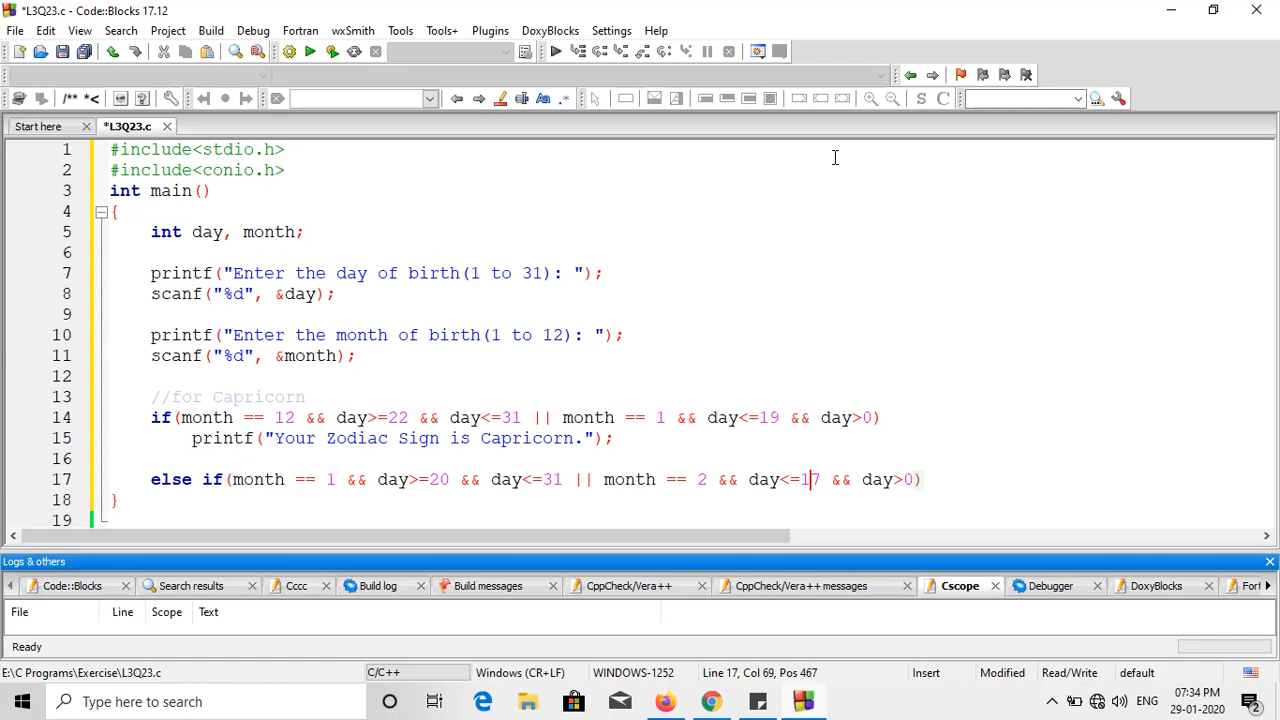 *L3Q23.c - Code::Blocks 17.12
File Edit View Search Project Build Debug Fortran wxSmith Tools Tools+ Plugins DoxyBlocks Settings Help
/** *<
S C
Start here *L3Q23.c
1 #include<stdio.h>
2 #include<conio.h>
3 int main()
4 {
5 int day, month;
6
7 printf("Enter the day of birth(1 to 31): ");
8 scanf("%d", &day);
9
10 printf("Enter the month of birth(1 to 12): ");
11 scanf("%d", &month);
12
13 //for Capricorn
14 if(month == 12 && day>=22 && day<=31 || month == 1 && day<=19 && day>0)
15 printf("Your Zodiac Sign is Capricorn.");
16
17 else if(month == 1 && day>=20 && day<=31 || month == 2 && day<=17 && day>0)
18 }
19
Logs & others
Code::Blocks Search results Cccc Build log Build messages CppCheck/Vera++ CppCheck/Vera++ messages Cscope Debugger DoxyBlocks Fort
File Line Scope Text
Ready
E:\C Programs\Exercise\L3Q23.c C/C++ Windows (CR+LF) WINDOWS-1252 Line 17, Col 69, Pos 467 Insert Modified Read/Write default
Type here to search ENG 07:34 PM
29-01-2020 2